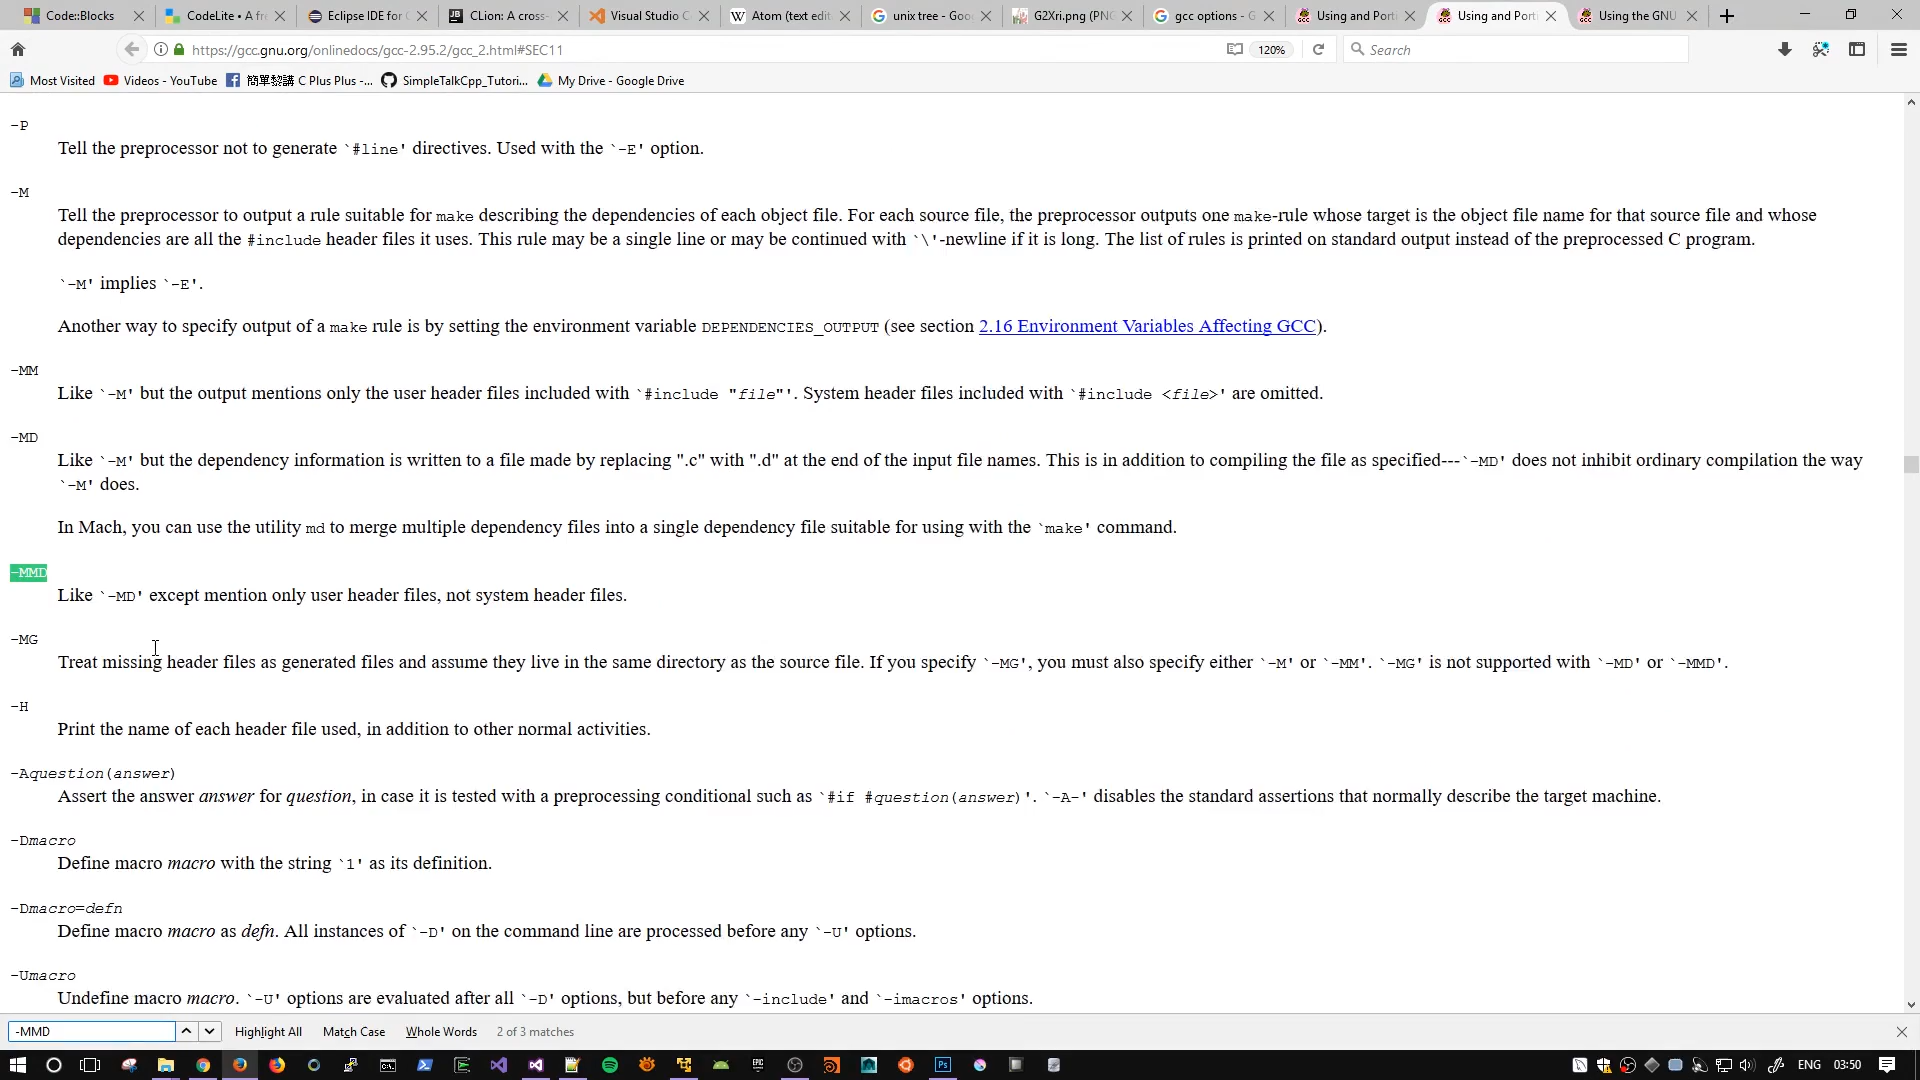 Code::Blocks
CodeLite • A fr
Eclipse IDE for C
CLion: A cross-
Visual Studio C
Atom (text edit
unix tree - Goo
G2Xri.png (PNG
gcc options - G
Using and Porti
Using and Porti
Using the GNU
https://gcc.gnu.org/onlinedocs/gcc-2.95.2/gcc_2.html#SEC11
120%
Search
Most Visited
Videos - YouTube
簡單黎講 C Plus Plus -...
SimpleTalkCpp_Tutori...
My Drive - Google Drive
-P
Tell the preprocessor not to generate `#line' directives. Used with the `-E' option.
-M
Tell the preprocessor to output a rule suitable for make describing the dependencies of each object file. For each source file, the preprocessor outputs one make-rule whose target is the object file name for that source file and whose
dependencies are all the #include header files it uses. This rule may be a single line or may be continued with `\'-newline if it is long. The list of rules is printed on standard output instead of the preprocessed C program.
`-M' implies `-E'.
Another way to specify output of a make rule is by setting the environment variable DEPENDENCIES_OUTPUT (see section 2.16 Environment Variables Affecting GCC).
-MM
Like `-M' but the output mentions only the user header files included with `#include "file"'. System header files included with `#include <file>' are omitted.
-MD
Like `-M' but the dependency information is written to a file made by replacing ".c" with ".d" at the end of the input file names. This is in addition to compiling the file as specified---`-MD' does not inhibit ordinary compilation the way
`-M' does.
In Mach, you can use the utility md to merge multiple dependency files into a single dependency file suitable for using with the `make' command.
-MMD
Like `-MD' except mention only user header files, not system header files.
-MG
Treat missing header files as generated files and assume they live in the same directory as the source file. If you specify `-MG', you must also specify either `-M' or `-MM'. `-MG' is not supported with `-MD' or `-MMD'.
-H
Print the name of each header file used, in addition to other normal activities.
-Aquestion(answer)
Assert the answer answer for question, in case it is tested with a preprocessing conditional such as `#if #question(answer)'. `-A-' disables the standard assertions that normally describe the target machine.
-Dmacro
Define macro macro with the string `1' as its definition.
-Dmacro=defn
Define macro macro as defn. All instances of `-D' on the command line are processed before any `-U' options.
-Umacro
Undefine macro macro. `-U' options are evaluated after all `-D' options, but before any `-include' and `-imacros' options.
-MMD
Highlight All
Match Case
Whole Words
2 of 3 matches
ENG
03:50